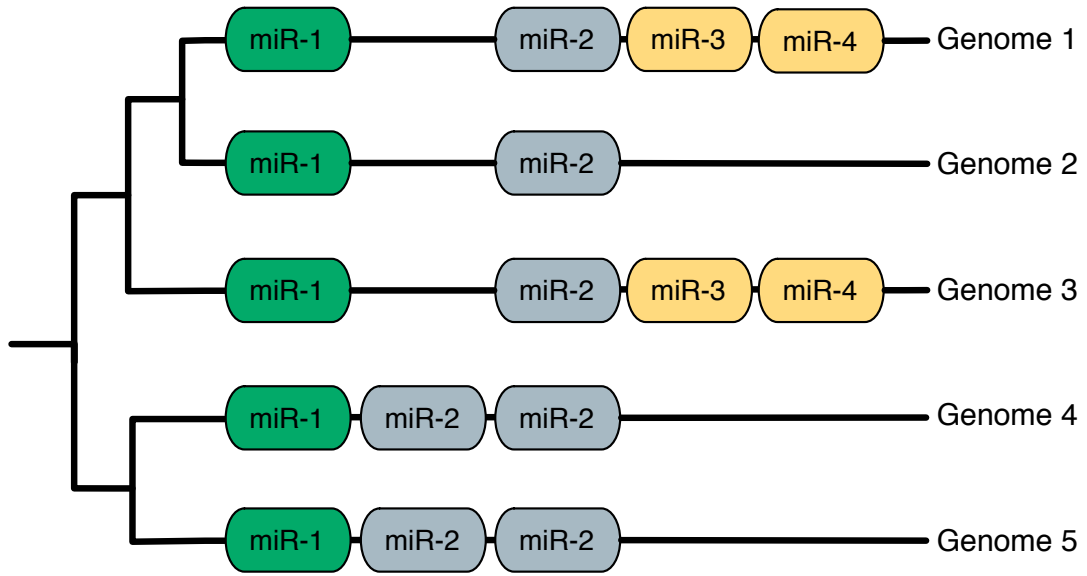 miR-1 miR-2 miR-3 miR-4 Genome 1
miR-1 miR-2 Genome 2
miR-1 miR-2 miR-3 miR-4 Genome 3
miR-1 miR-2 miR-2 Genome 4
miR-1 miR-2 miR-2 Genome 5